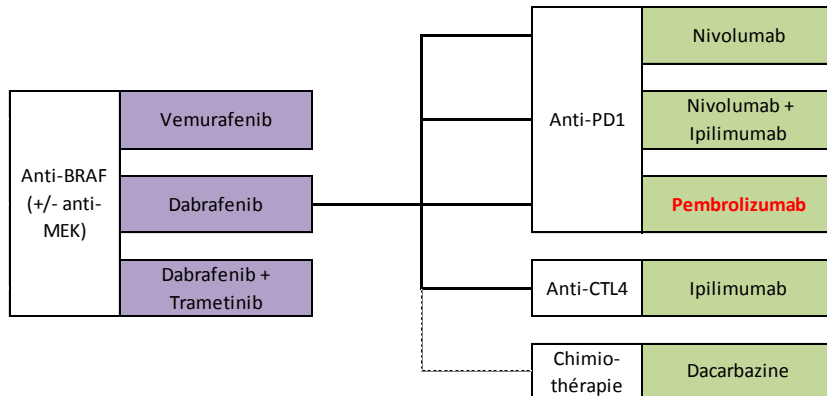 Anti-BRAF
(+/- anti-
MEK)
Vemurafenib
Dabrafenib
Dabrafenib +
Trametinib
Anti-PD1
Nivolumab
Nivolumab +
Ipilimumab
Pembrolizumab
Anti-CTL4
Ipilimumab
Chimio-
thérapie
Dacarbazine